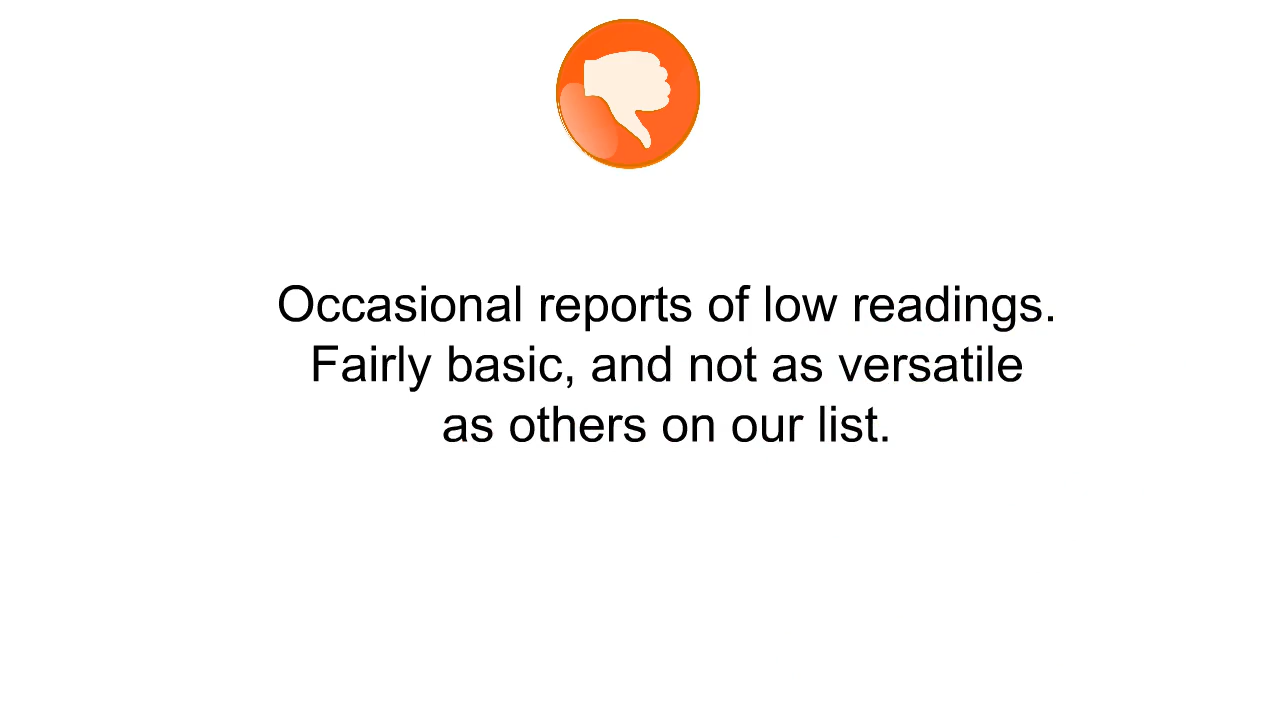 Occasional reports of low readings.
Fairly basic, and not as versatile
as others on our list.